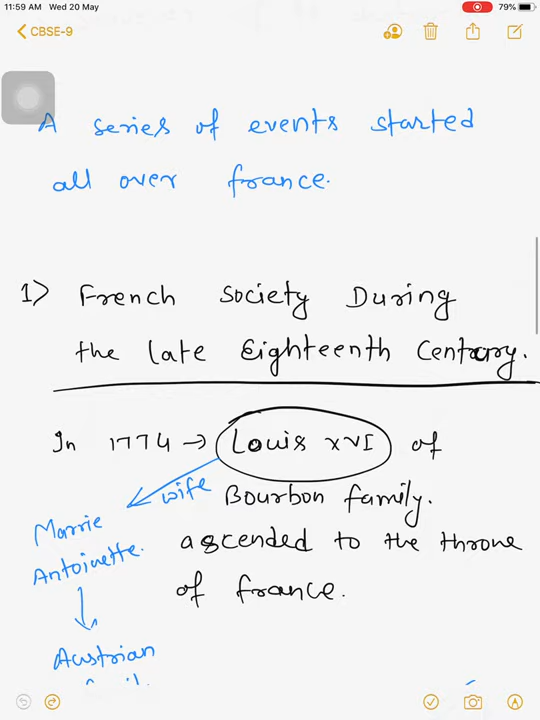 11:59 AM Wed 20 May
79%
CBSE-9
A series of events started
all over france.
1) French Society During
the late Eighteenth Century.
In 1774 → Louis XVI of
wife
Bourbon family.
Marrie
Antoinette.
ascended to the throne
of france.
Austrian